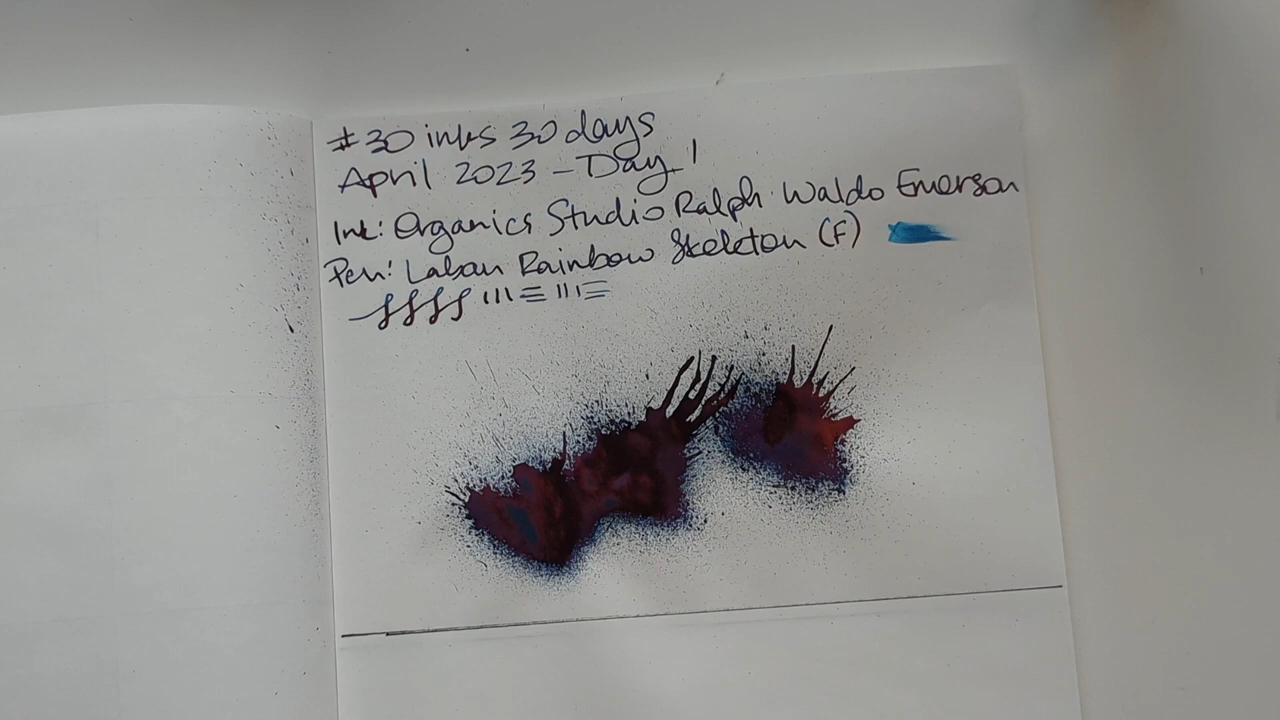 #30 inks 30 days
April 2023 - Day 1
Ink: Organics Studio Ralph Waldo Emerson
Pen: Laban Rainbow Skeleton (F)